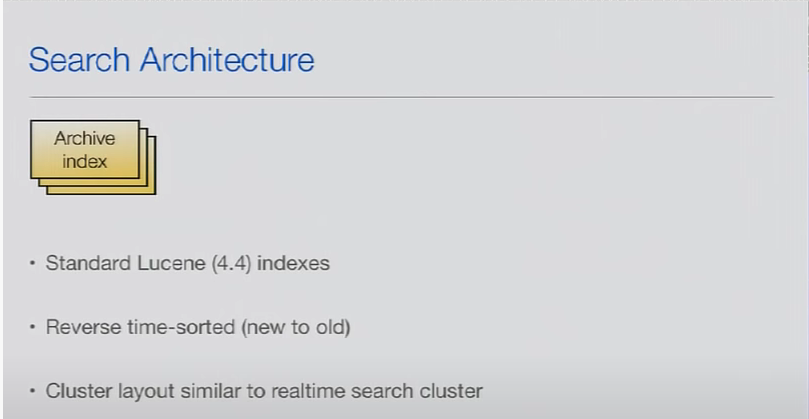 Search Architecture
Archive
index
• Standard Lucene (4.4) indexes
• Reverse time-sorted (new to old)
• Cluster layout similar to realtime search cluster